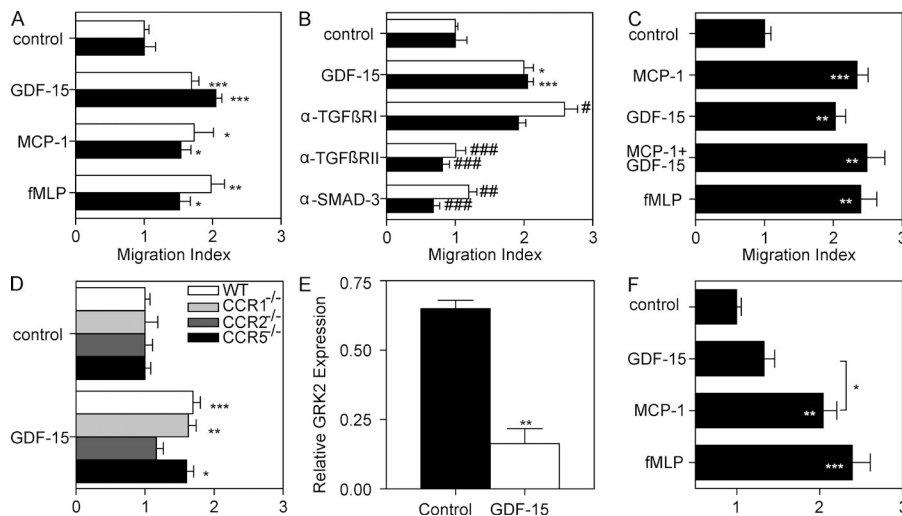 A
control
GDF-15
***
***
MCP-1
*
*
fMLP
**
*
0 1 2 3
Migration Index
B
control
GDF-15
*
***
α-TGFßRI
#
α-TGFßRII
###
###
α-SMAD-3
##
###
0 1 2 3
Migration Index
C
control
MCP-1
***
GDF-15
**
MCP-1+
GDF-15
**
fMLP
**
0 1 2 3
Migration Index
D
WT
CCR1-/-
CCR2-/-
CCR5-/-
control
GDF-15
***
**
*
0 1 2 3
E
Relative GRK2 Expression
0.75
0.50
0.25
0.00
**
Control GDF-15
F
control
GDF-15
*
MCP-1
**
fMLP
***
1 2 3